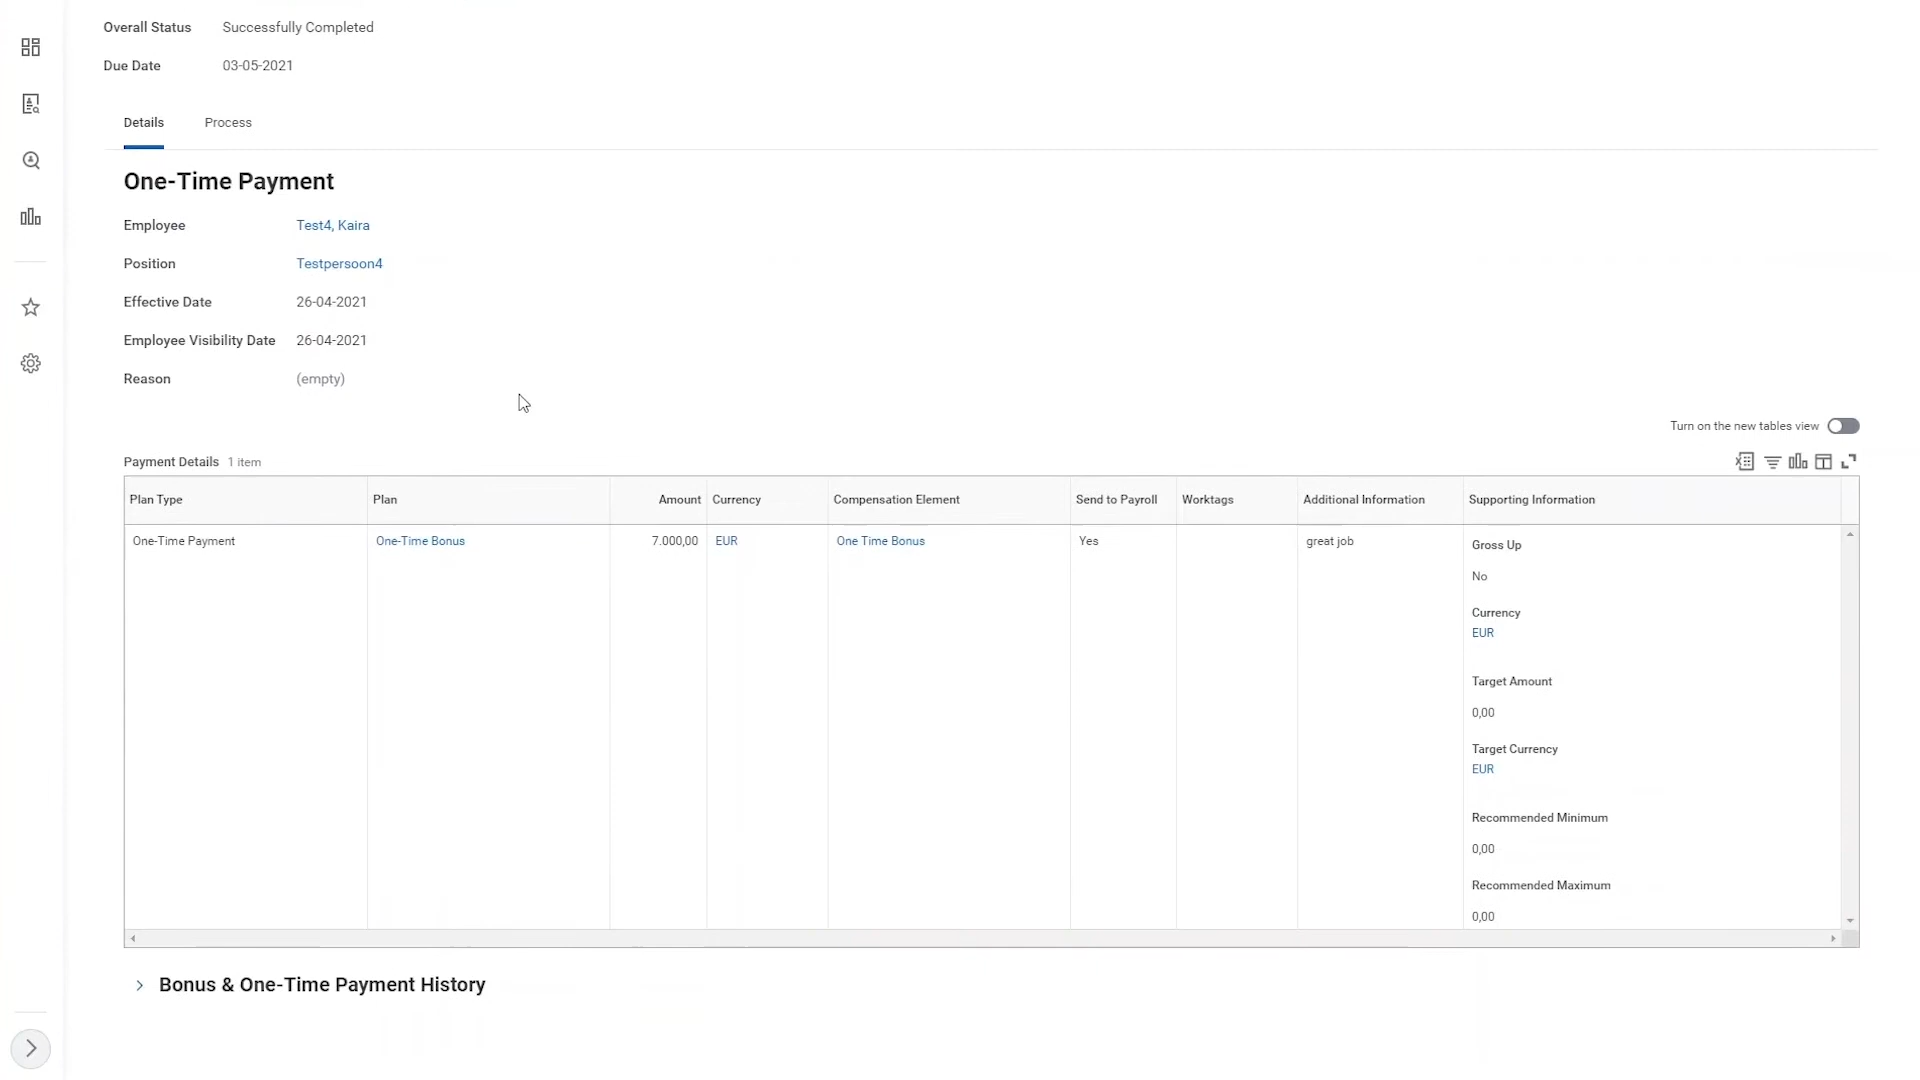 Overall Status Successfully Completed
Due Date 03-05-2021
Details Process
One-Time Payment
Employee Test4, Kaira
Position Testpersoon4
Effective Date 26-04-2021
Employee Visibility Date 26-04-2021
Reason (empty)
Turn on the new tables view
Payment Details 1 item
Plan Type Plan Amount Currency Compensation Element Send to Payroll Worktags Additional Information Supporting Information
One-Time Payment One-Time Bonus 7.000,00 EUR One Time Bonus Yes great job
Gross Up
No
Currency
EUR
Target Amount
0,00
Target Currency
EUR
Recommended Minimum
0,00
Recommended Maximum
0,00
Bonus & One-Time Payment History